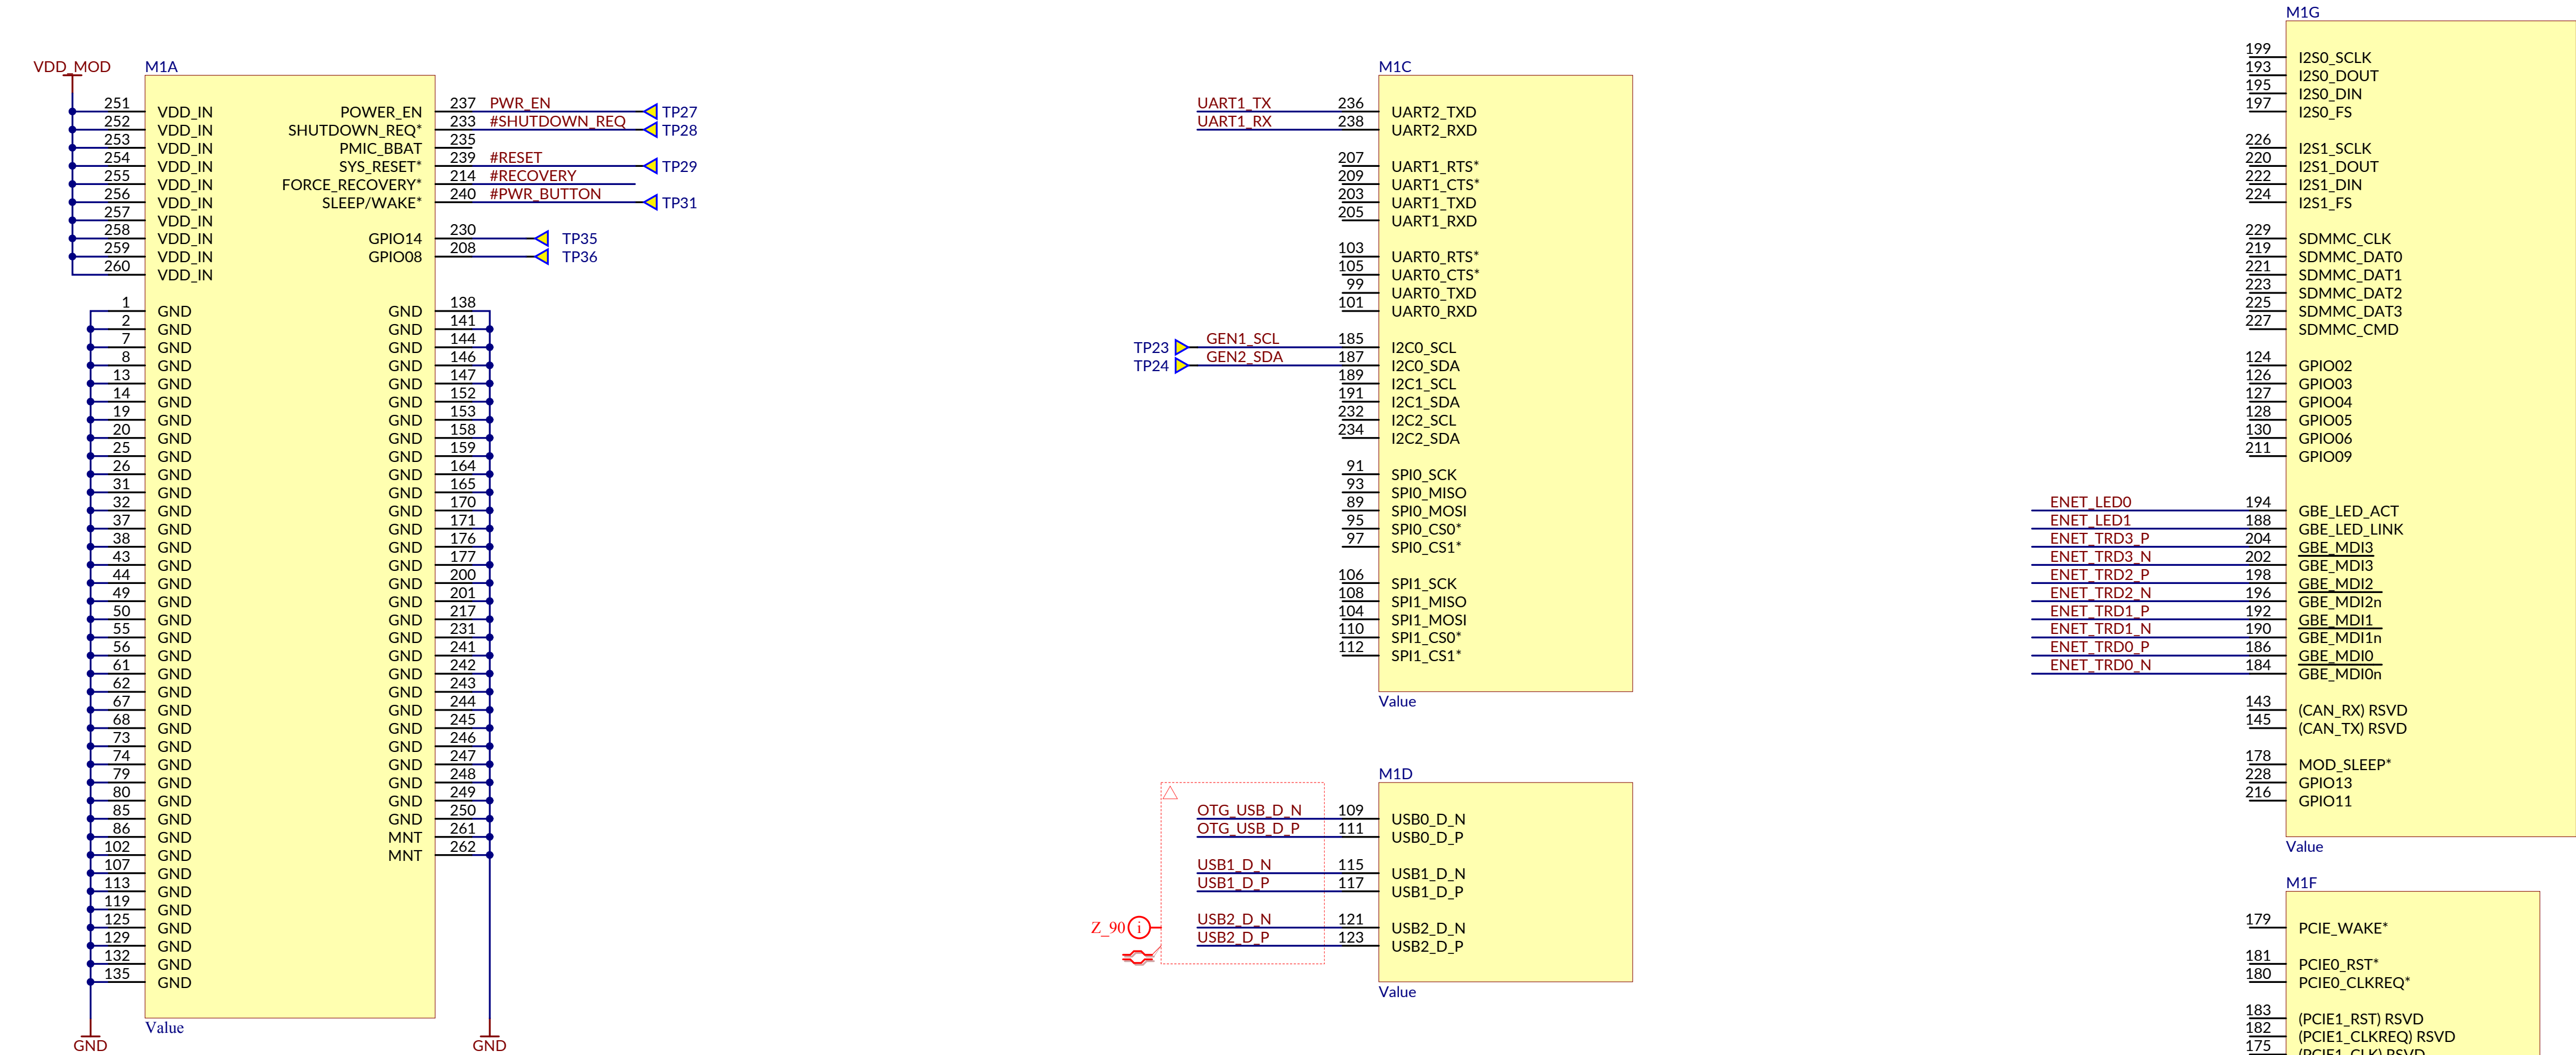 VDD_MOD
M1A
251 VDD_IN POWER_EN 237 PWR_EN TP27
252 VDD_IN SHUTDOWN_REQ* 233 #SHUTDOWN_REQ TP28
253 VDD_IN PMIC_BBAT 235
254 VDD_IN SYS_RESET* 239 #RESET TP29
255 VDD_IN FORCE_RECOVERY* 214 #RECOVERY
256 VDD_IN SLEEP/WAKE* 240 #PWR_BUTTON TP31
257 VDD_IN
258 VDD_IN GPIO14 230 TP35
259 VDD_IN GPIO08 208 TP36
260 VDD_IN
1 GND GND 138
2 GND GND 141
7 GND GND 144
8 GND GND 146
13 GND GND 147
14 GND GND 152
19 GND GND 153
20 GND GND 158
25 GND GND 159
26 GND GND 164
31 GND GND 165
32 GND GND 170
37 GND GND 171
38 GND GND 176
43 GND GND 177
44 GND GND 200
49 GND GND 201
50 GND GND 217
55 GND GND 231
56 GND GND 241
61 GND GND 242
62 GND GND 243
67 GND GND 244
68 GND GND 245
73 GND GND 246
74 GND GND 247
79 GND GND 248
80 GND GND 249
85 GND GND 250
86 GND MNT 261
102 GND MNT 262
107 GND
113 GND
119 GND
125 GND
129 GND
132 GND
135 GND
Value
GND
GND
M1C
UART1_TX 236 UART2_TXD
UART1_RX 238 UART2_RXD
207 UART1_RTS*
209 UART1_CTS*
203 UART1_TXD
205 UART1_RXD
103 UART0_RTS*
105 UART0_CTS*
99 UART0_TXD
101 UART0_RXD
TP23 GEN1_SCL 185 I2C0_SCL
TP24 GEN2_SDA 187 I2C0_SDA
189 I2C1_SCL
191 I2C1_SDA
232 I2C2_SCL
234 I2C2_SDA
91 SPI0_SCK
93 SPI0_MISO
89 SPI0_MOSI
95 SPI0_CS0*
97 SPI0_CS1*
106 SPI1_SCK
108 SPI1_MISO
104 SPI1_MOSI
110 SPI1_CS0*
112 SPI1_CS1*
Value
M1D
OTG_USB_D_N 109 USB0_D_N
OTG_USB_D_P 111 USB0_D_P
USB1_D_N 115 USB1_D_N
USB1_D_P 117 USB1_D_P
Z_90 i USB2_D_N 121 USB2_D_N
USB2_D_P 123 USB2_D_P
Value
M1G
199 I2S0_SCLK
193 I2S0_DOUT
195 I2S0_DIN
197 I2S0_FS
226 I2S1_SCLK
220 I2S1_DOUT
222 I2S1_DIN
224 I2S1_FS
229 SDMMC_CLK
219 SDMMC_DAT0
221 SDMMC_DAT1
223 SDMMC_DAT2
225 SDMMC_DAT3
227 SDMMC_CMD
124 GPIO02
126 GPIO03
127 GPIO04
128 GPIO05
130 GPIO06
211 GPIO09
ENET_LED0 194 GBE_LED_ACT
ENET_LED1 188 GBE_LED_LINK
ENET_TRD3_P 204 GBE_MDI3
ENET_TRD3_N 202 GBE_MDI3
ENET_TRD2_P 198 GBE_MDI2
ENET_TRD2_N 196 GBE_MDI2n
ENET_TRD1_P 192 GBE_MDI1
ENET_TRD1_N 190 GBE_MDI1n
ENET_TRD0_P 186 GBE_MDI0
ENET_TRD0_N 184 GBE_MDI0n
143 (CAN_RX) RSVD
145 (CAN_TX) RSVD
178 MOD_SLEEP*
228 GPIO13
216 GPIO11
Value
M1F
179 PCIE_WAKE*
181 PCIE0_RST*
180 PCIE0_CLKREQ*
183 (PCIE1_RST) RSVD
182 (PCIE1_CLKREQ) RSVD
175 (PCIE1_CLK) RSVD